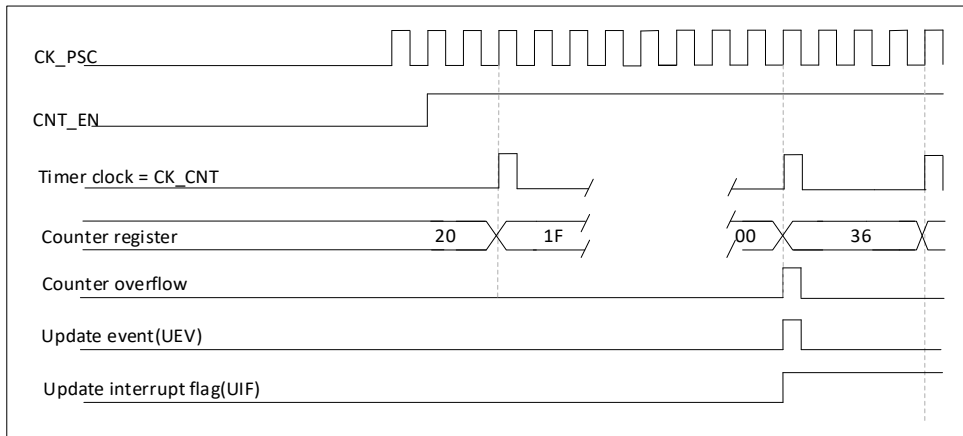 CK_PSC
CNT_EN
Timer clock = CK_CNT
Counter register 20 1F 00 36
Counter overflow
Update event(UEV)
Update interrupt flag(UIF)